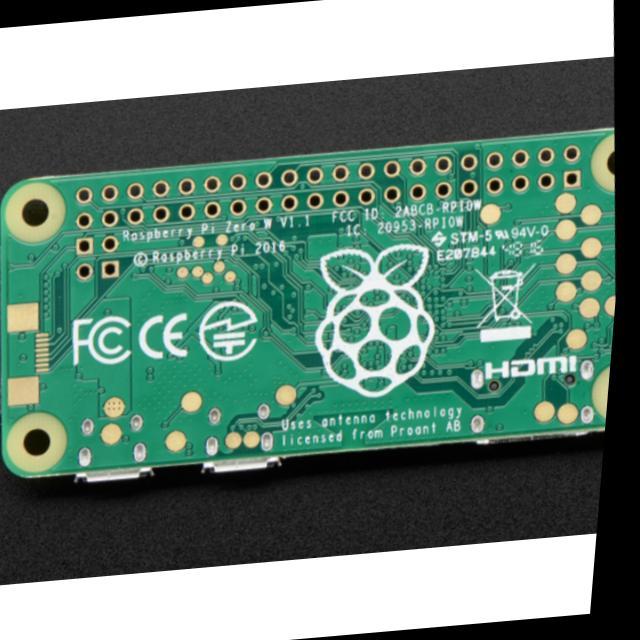 Raspberry Pi Zero W V1.1
© Raspberry Pi 2016
FCC ID: 2ABCB-RPI0W
IC: 20953-RPI0W
STM-5 94V-0
E207844
FC CE
HDMI
Uses antenna technology
licensed from Proant AB